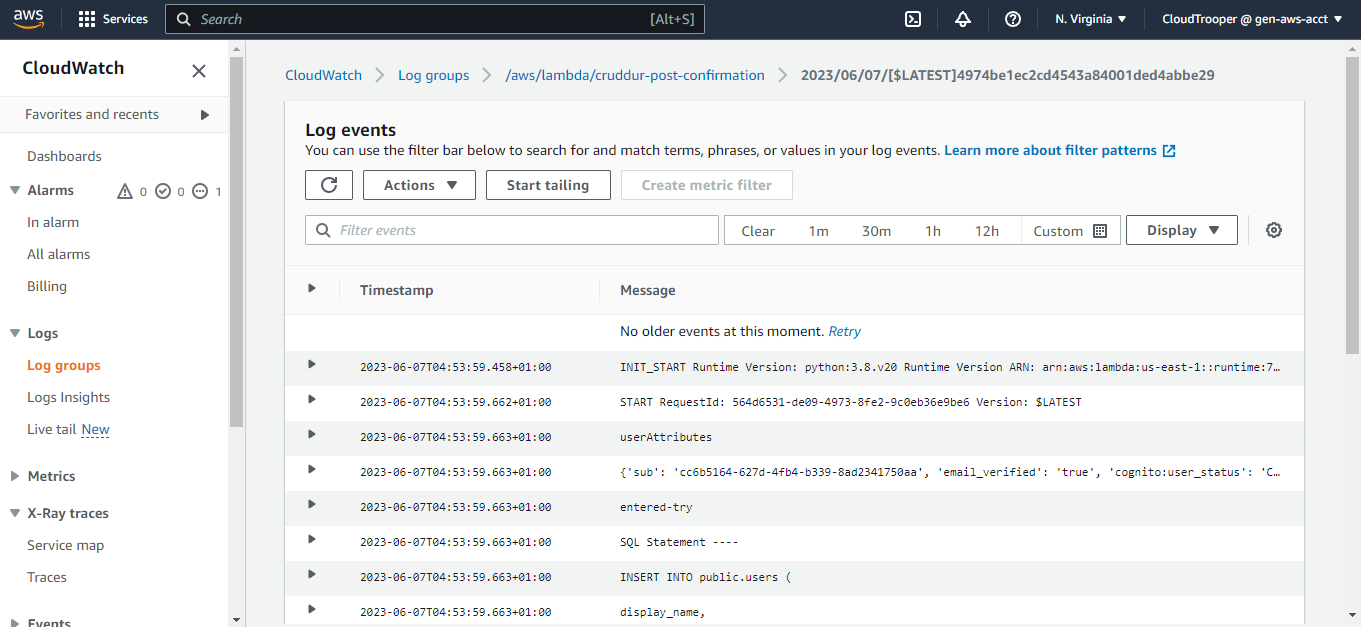 aws Services Search [Alt+S] N. Virginia CloudTrooper @ gen-aws-acct
CloudWatch
Favorites and recents
Dashboards
Alarms 0 0 1
In alarm
All alarms
Billing
Logs
Log groups
Logs Insights
Live tail New
Metrics
X-Ray traces
Service map
Traces
Events
CloudWatch Log groups /aws/lambda/cruddur-post-confirmation 2023/06/07/[$LATEST]4974be1ec2cd4543a84001ded4abbe29
Log events
You can use the filter bar below to search for and match terms, phrases, or values in your log events. Learn more about filter patterns
Actions Start tailing Create metric filter
Filter events Clear 1m 30m 1h 12h Custom Display
Timestamp Message
No older events at this moment. Retry
2023-06-07T04:53:59.458+01:00 INIT_START Runtime Version: python:3.8.v20 Runtime Version ARN: arn:aws:lambda:us-east-1::runtime:7…
2023-06-07T04:53:59.662+01:00 START RequestId: 564d6531-de09-4973-8fe2-9c0eb36e9be6 Version: $LATEST
2023-06-07T04:53:59.663+01:00 userAttributes
2023-06-07T04:53:59.663+01:00 {'sub': 'cc6b5164-627d-4fb4-b339-8ad2341750aa', 'email_verified': 'true', 'cognito:user_status': 'C…
2023-06-07T04:53:59.663+01:00 entered-try
2023-06-07T04:53:59.663+01:00 SQL Statement ----
2023-06-07T04:53:59.663+01:00 INSERT INTO public.users (
2023-06-07T04:53:59.663+01:00 display_name,